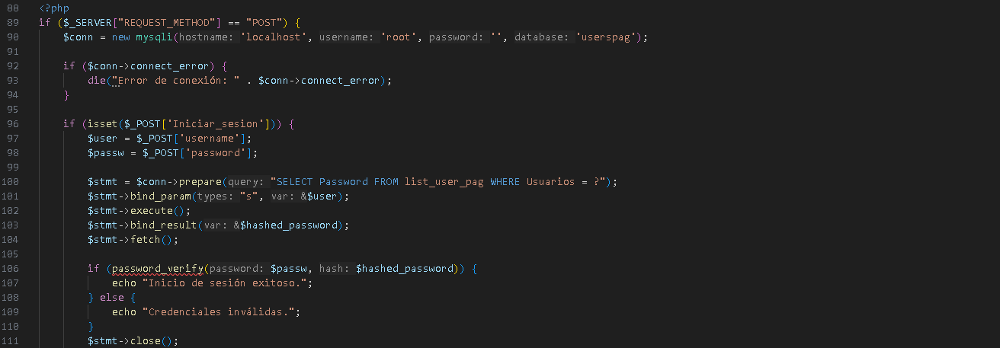 88 <?php
89 if ($_SERVER["REQUEST_METHOD"] == "POST") {
90 $conn = new mysqli(hostname: 'localhost', username: 'root', password: '', database: 'userspag');
91
92 if ($conn->connect_error) {
93 die("Error de conexión: " . $conn->connect_error);
94 }
95
96 if (isset($_POST['Iniciar_sesion'])) {
97 $user = $_POST['username'];
98 $passw = $_POST['password'];
99
100 $stmt = $conn->prepare(query: "SELECT Password FROM list_user_pag WHERE Usuarios = ?");
101 $stmt->bind_param(types: "s", var: &$user);
102 $stmt->execute();
103 $stmt->bind_result(var: &$hashed_password);
104 $stmt->fetch();
105
106 if (password_verify(password: $passw, hash: $hashed_password)) {
107 echo "Inicio de sesión exitoso.";
108 } else {
109 echo "Credenciales inválidas.";
110 }
111 $stmt->close();